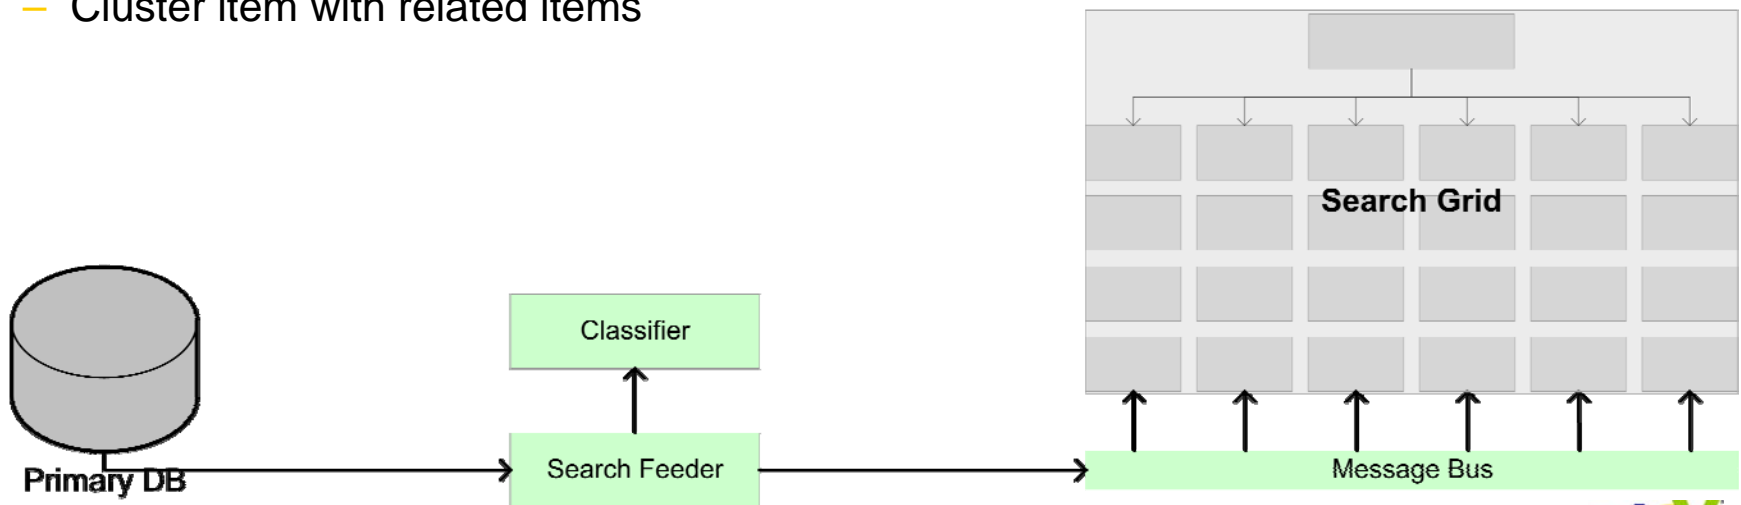 – Cluster item with related items
Search Grid
Classifier
Primary DB
Search Feeder
Message Bus